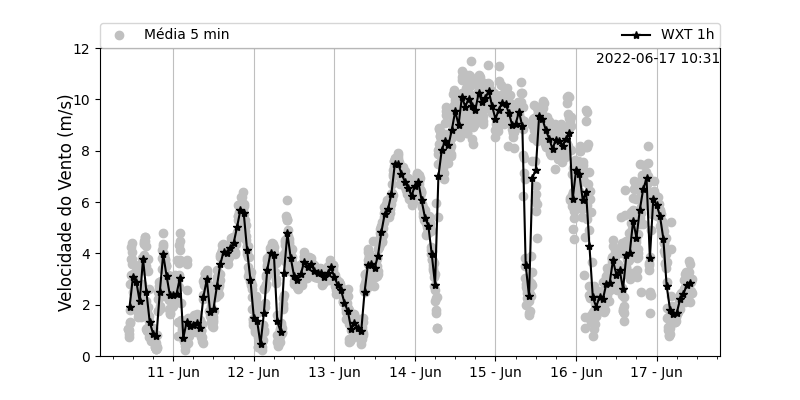 Média 5 min
WXT 1h
2022-06-17 10:31
Velocidade do Vento (m/s)
12
10
8
6
4
2
0
11 - Jun
12 - Jun
13 - Jun
14 - Jun
15 - Jun
16 - Jun
17 - Jun